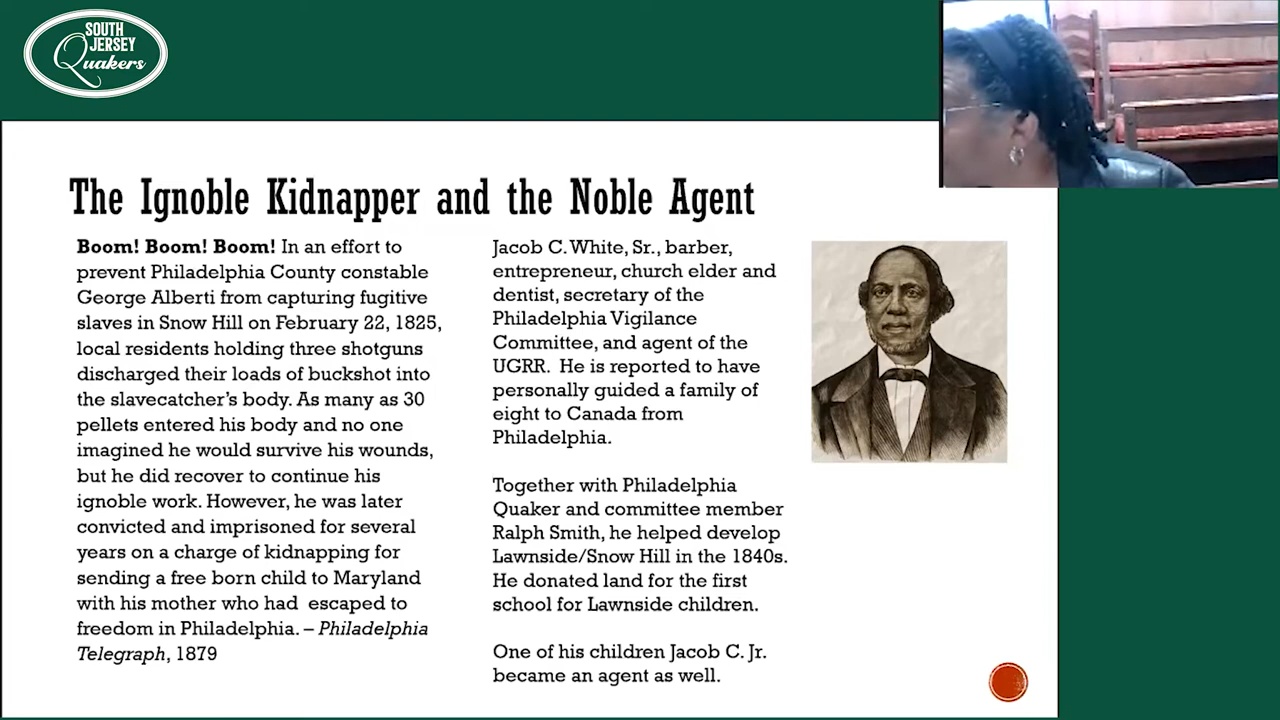 SOUTH
JERSEY
Quakers
The Ignoble Kidnapper and the Noble Agent
Boom! Boom! Boom! In an effort to
prevent Philadelphia County constable
George Alberti from capturing fugitive
slaves in Snow Hill on February 22, 1825,
local residents holding three shotguns
discharged their loads of buckshot into
the slavecatcher's body. As many as 30
pellets entered his body and no one
imagined he would survive his wounds,
but he did recover to continue his
ignoble work. However, he was later
convicted and imprisoned for several
years on a charge of kidnapping for
sending a free born child to Maryland
with his mother who had escaped to
freedom in Philadelphia. – Philadelphia
Telegraph, 1879
Jacob C. White, Sr., barber,
entrepreneur, church elder and
dentist, secretary of the
Philadelphia Vigilance
Committee, and agent of the
UGRR. He is reported to have
personally guided a family of
eight to Canada from
Philadelphia.
Together with Philadelphia
Quaker and committee member
Ralph Smith, he helped develop
Lawnside/Snow Hill in the 1840s.
He donated land for the first
school for Lawnside children.
One of his children Jacob C. Jr.
became an agent as well.